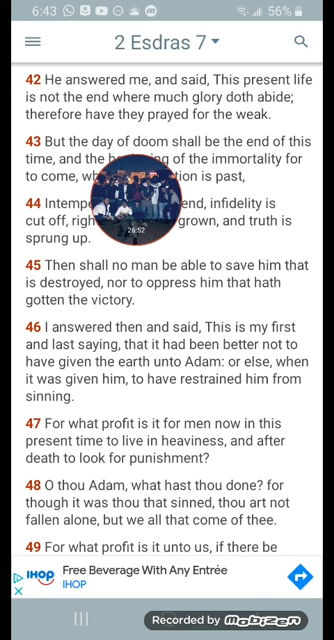 6:43
56%
2 Esdras 7
42 He answered me, and said, This present life
is not the end where much glory doth abide;
therefore have they prayed for the weak.
43 But the day of doom shall be the end of this
time, and the of the immortality for
to come, is past,
44 end, infidelity is
cut off, grown, and truth is
sprung up.
26:52
45 Then shall no man be able to save him that
is destroyed, nor to oppress him that hath
gotten the victory.
46 I answered then and said, This is my first
and last saying, that it had been better not to
have given the earth unto Adam: or else, when
it was given him, to have restrained him from
sinning.
47 For what profit is it for men now in this
present time to live in heaviness, and after
death to look for punishment?
48 O thou Adam, what hast thou done? for
though it was thou that sinned, thou art not
fallen alone, but we all that come of thee.
49 For what profit is it unto us, if there be
IHOP Free Beverage With Any Entrée
IHOP
Recorded by mobizen